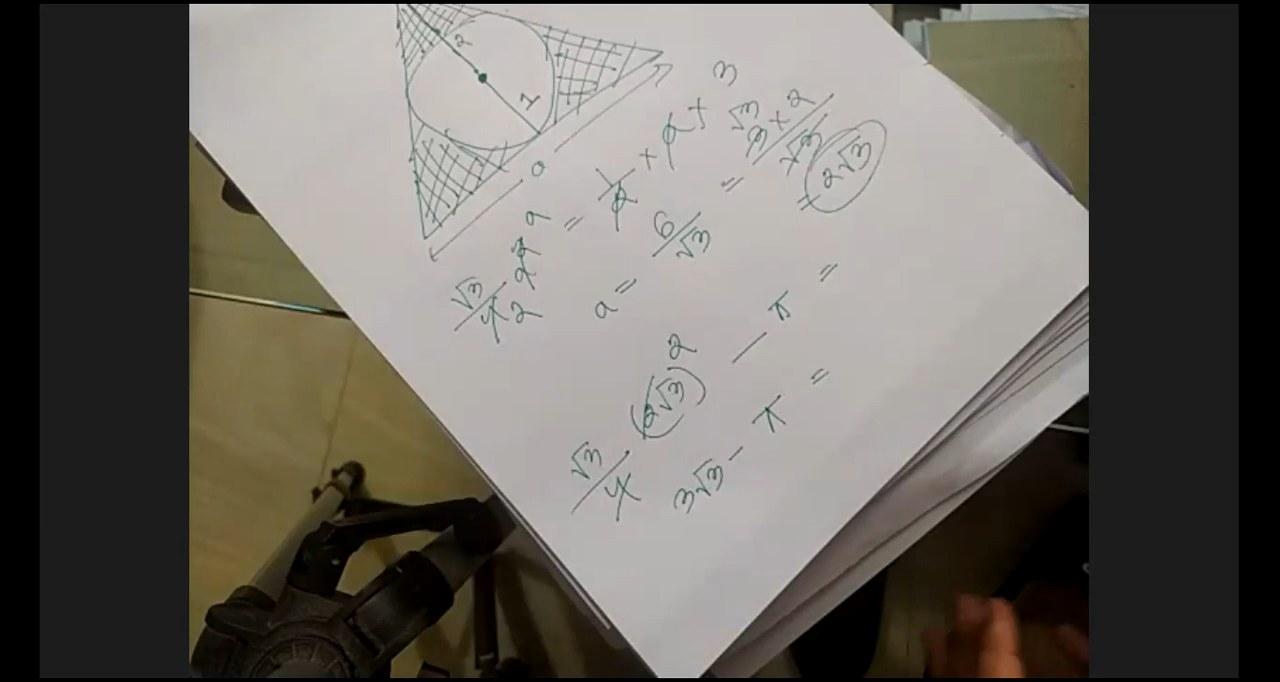 2
1
a
√3/4 a² = 1/2 × a × 3
a = 6/√3 = 3 × 2/√3
= 2√3
√3/4 (2√3)² − π =
3√3 − π =